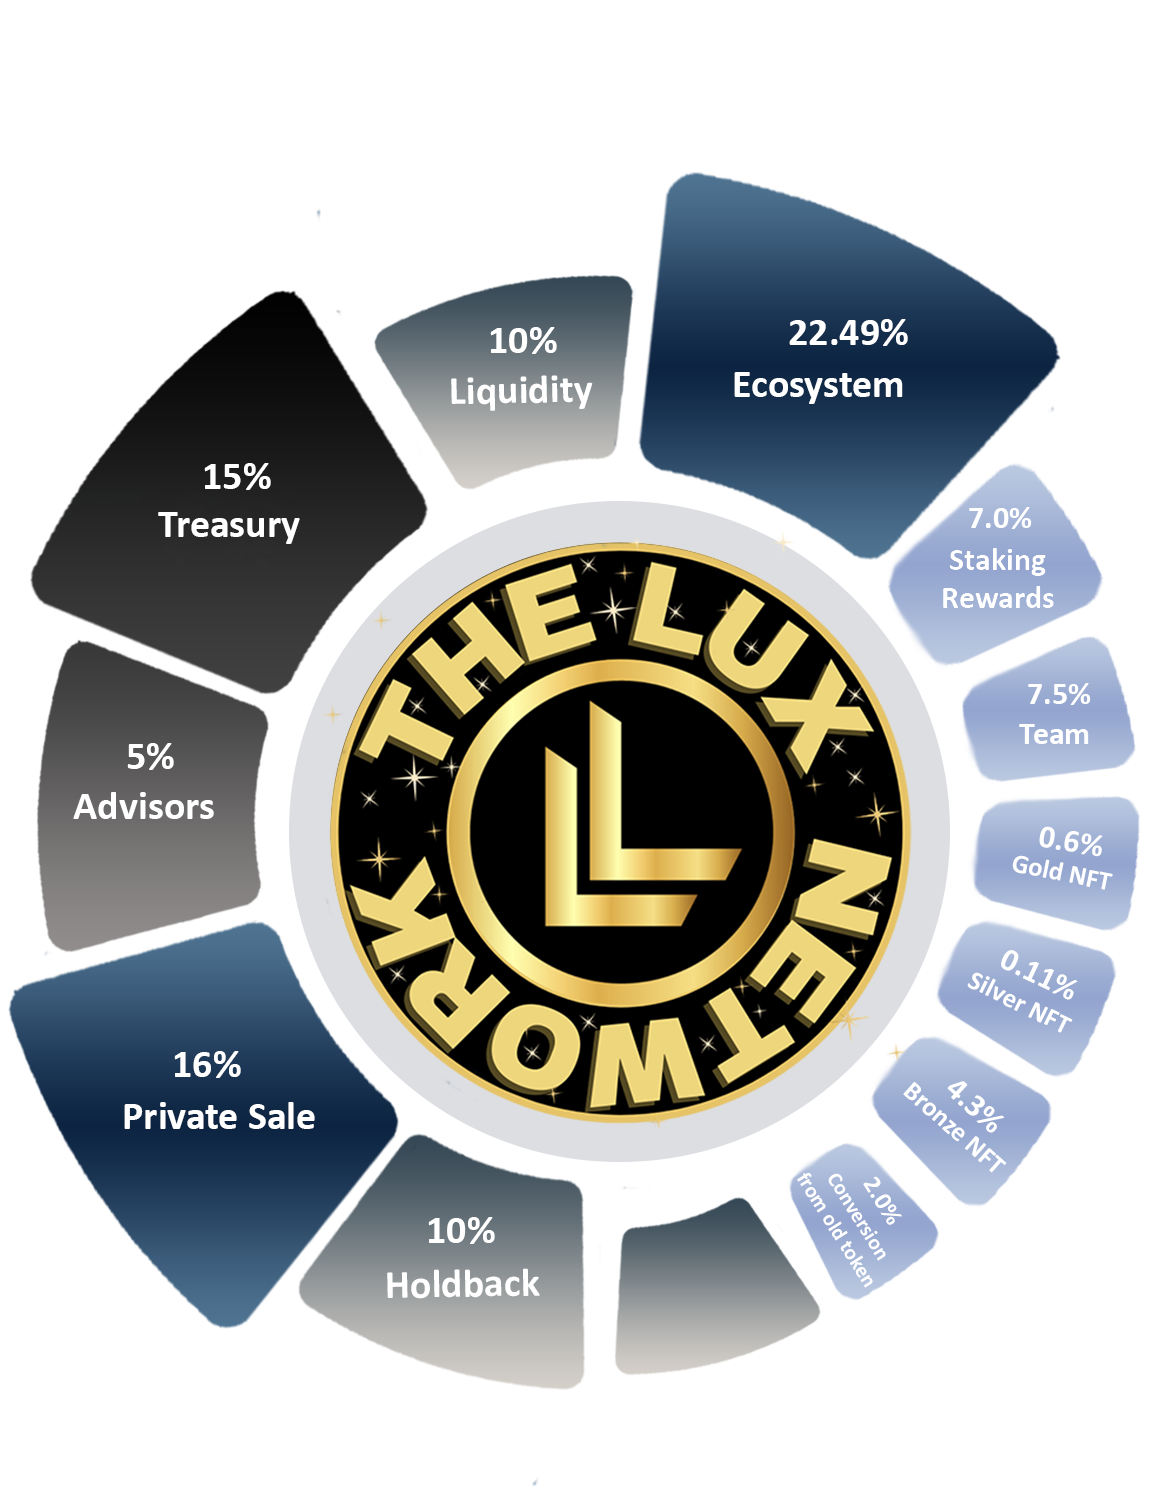 22.49%
Ecosystem
7.0%
Staking
Rewards
7.5%
Team
0.6%
Gold NFT
0.11%
Silver NFT
4.3%
Bronze NFT
2.0%
Conversion
from old token
10%
Holdback
16%
Private Sale
5%
Advisors
15%
Treasury
10%
Liquidity
THE LUX
NETWORK